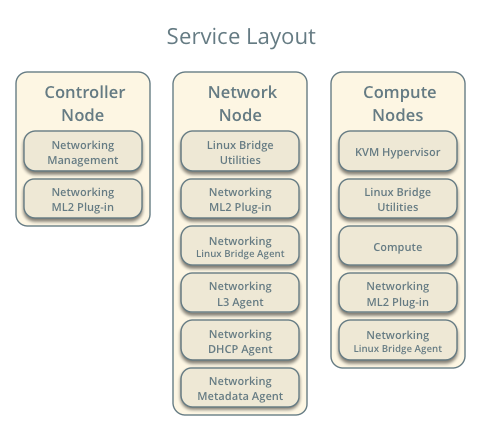 Service Layout
Controller
Node
Networking
Management
Networking
ML2 Plug-in
Network
Node
Linux Bridge
Utilities
Networking
ML2 Plug-in
Networking
Linux Bridge Agent
Networking
L3 Agent
Networking
DHCP Agent
Networking
Metadata Agent
Compute
Nodes
KVM Hypervisor
Linux Bridge
Utilities
Compute
Networking
ML2 Plug-in
Networking
Linux Bridge Agent